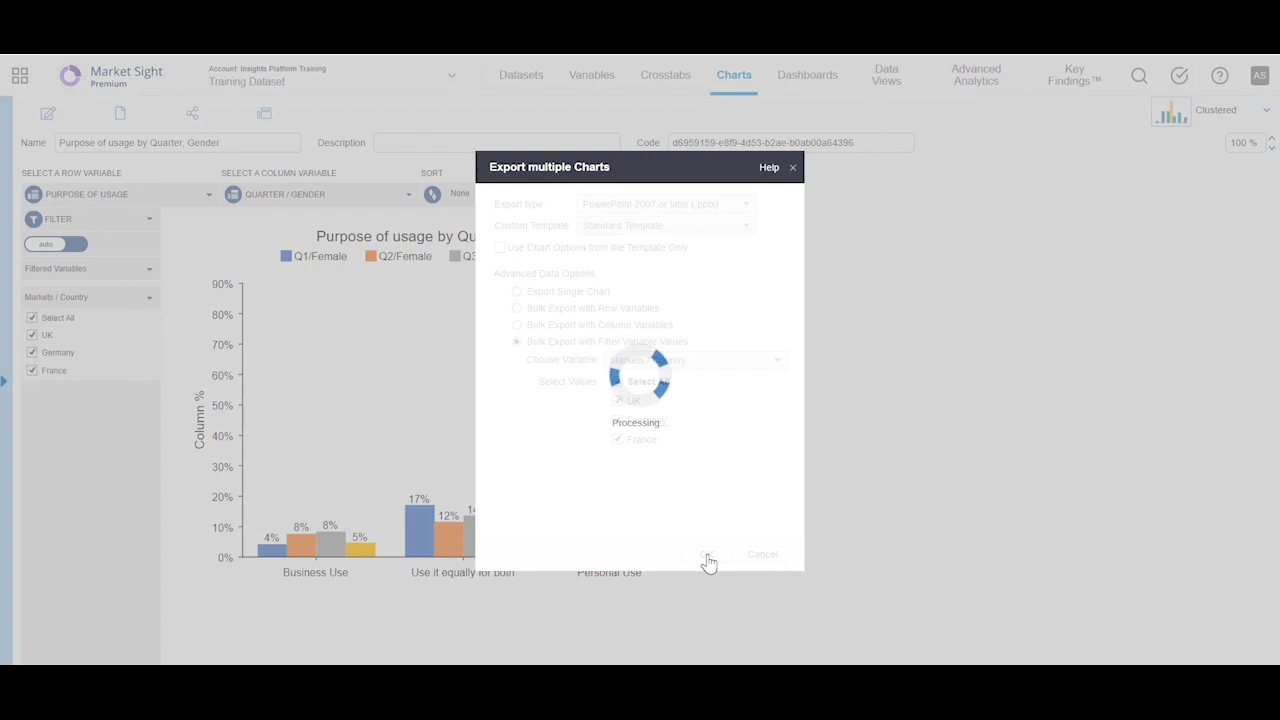 Market Sight
Premium
Account: Insights Platform Training
Training Dataset
Datasets
Variables
Crosstabs
Charts
Dashboards
Data
Views
Advanced
Analytics
Key
Findings™
AS
Clustered
Name
Purpose of usage by Quarter, Gender
Description
Code
d6959159-e8f9-4d53-b2ae-b0ab00a64396
100 %
SELECT A ROW VARIABLE
SELECT A COLUMN VARIABLE
SORT
PURPOSE OF USAGE
QUARTER / GENDER
None
FILTER
auto
Filtered Variables
Markets / Country
Select All
UK
Germany
France
Purpose of usage by Qu
Q1/Female
Q2/Female
Q3
90%
80%
70%
60%
50%
40%
30%
20%
10%
0%
Column %
4%
8%
8%
5%
17%
12%
14
Business Use
Use it equally for both
Personal Use
Export multiple Charts
Help
Export type:
PowerPoint 2007 or later (.pptx)
Custom Template:
Standard Template
Use Chart Options from the Template Only
Advanced Data Options
Export Single Chart
Bulk Export with Row Variables
Bulk Export with Column Variables
Bulk Export with Filter Variable Values
Choose Variable
Markets / Country
Select Values
Select All
UK
Processing...
France
Cancel